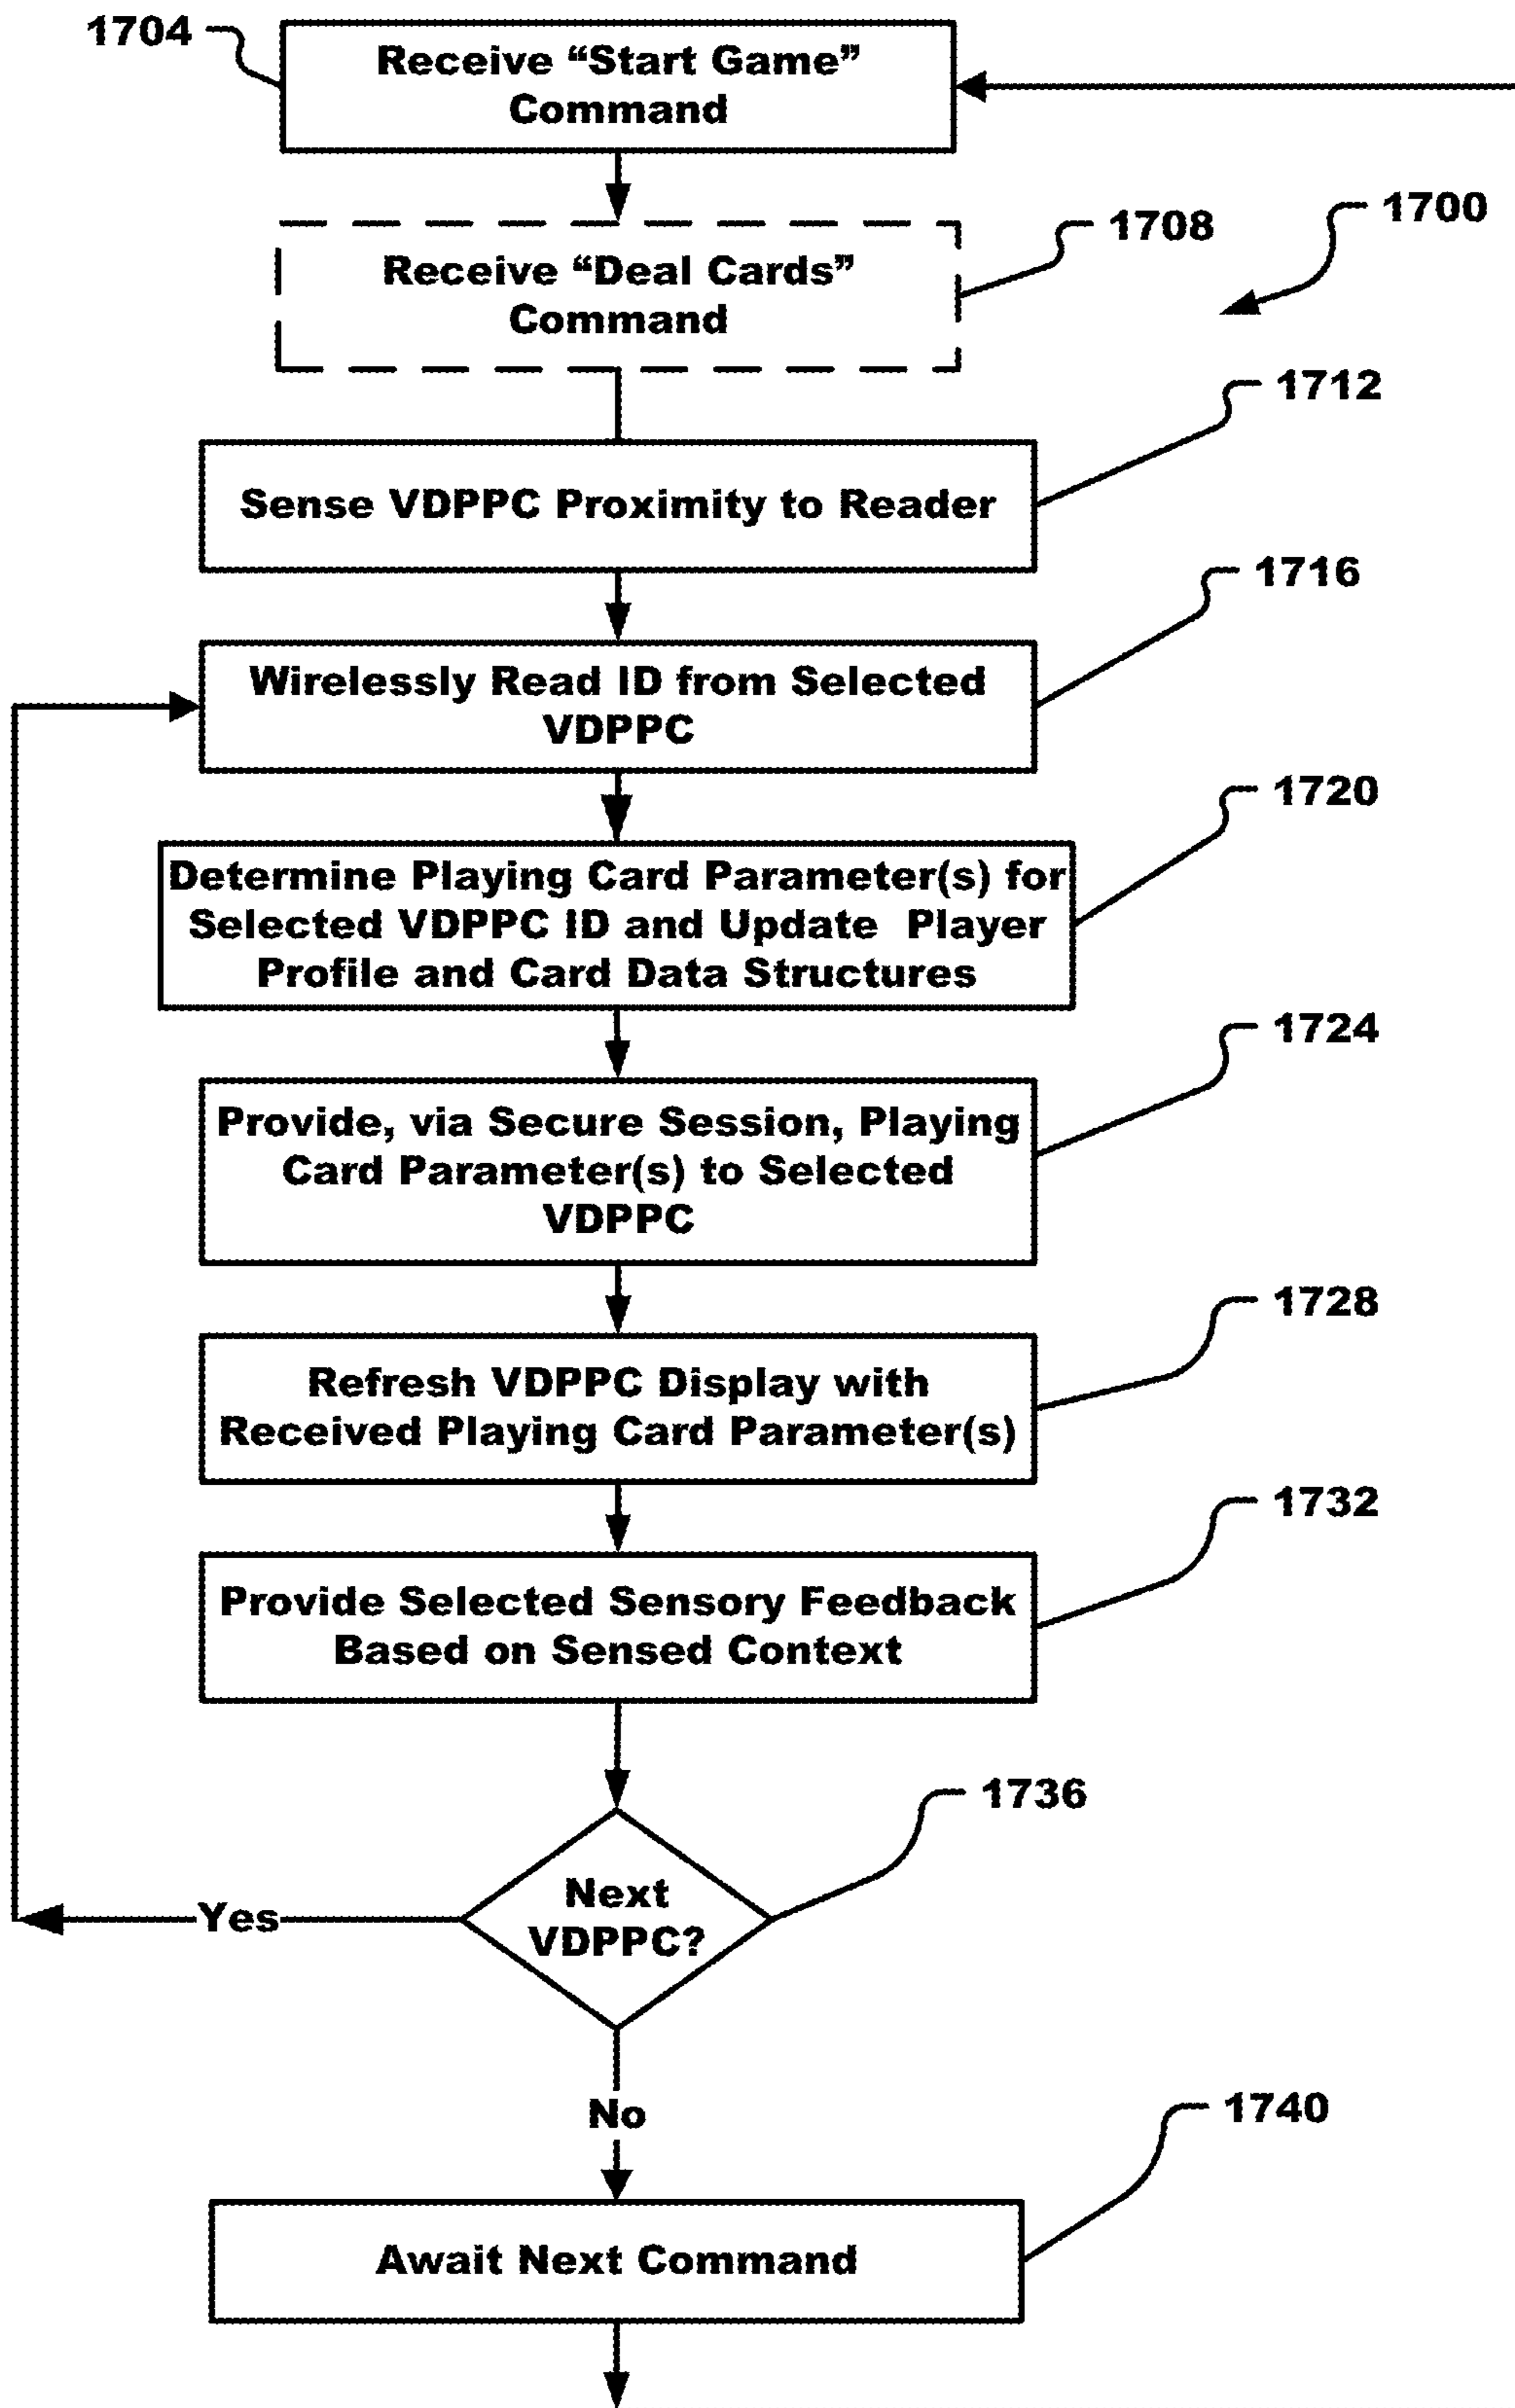 1704
Receive “Start Game”
Command
1708
1700
Receive “Deal Cards”
Command
1712
Sense VDPPC Proximity to Reader
1716
Wirelessly Read ID from Selected
VDPPC
1720
Determine Playing Card Parameter(s) for
Selected VDPPC ID and Update Player
Profile and Card Data Structures
1724
Provide, via Secure Session, Playing
Card Parameter(s) to Selected
VDPPC
1728
Refresh VDPPC Display with
Received Playing Card Parameter(s)
1732
Provide Selected Sensory Feedback
Based on Sensed Context
1736
Next
VDPPC?
Yes
No
1740
Await Next Command